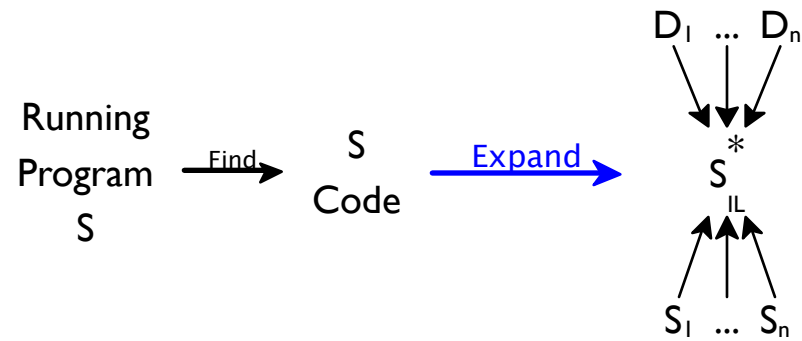 D₁ ... Dₙ
Running
Program
S
Find
S
Code
Expand
S*IL
S₁ ... Sₙ